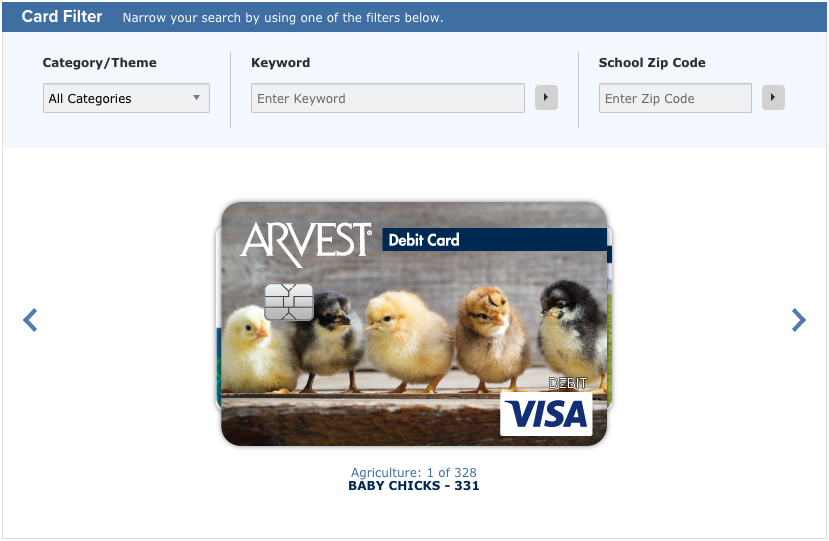 Card Filter Narrow your search by using one of the filters below.
Category/Theme Keyword School Zip Code
All Categories Enter Keyword Enter Zip Code
ARVEST® Debit Card
DEBIT
VISA
Agriculture: 1 of 328
BABY CHICKS - 331